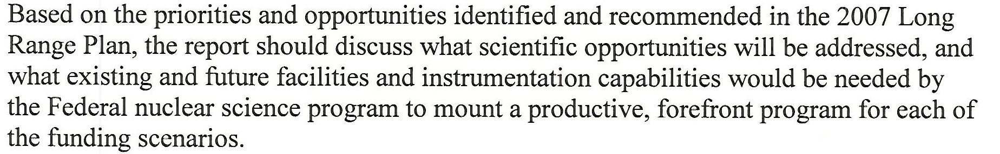 Based on the priorities and opportunities identified and recommended in the 2007 Long
Range Plan, the report should discuss what scientific opportunities will be addressed, and
what existing and future facilities and instrumentation capabilities would be needed by
the Federal nuclear science program to mount a productive, forefront program for each of
the funding scenarios.